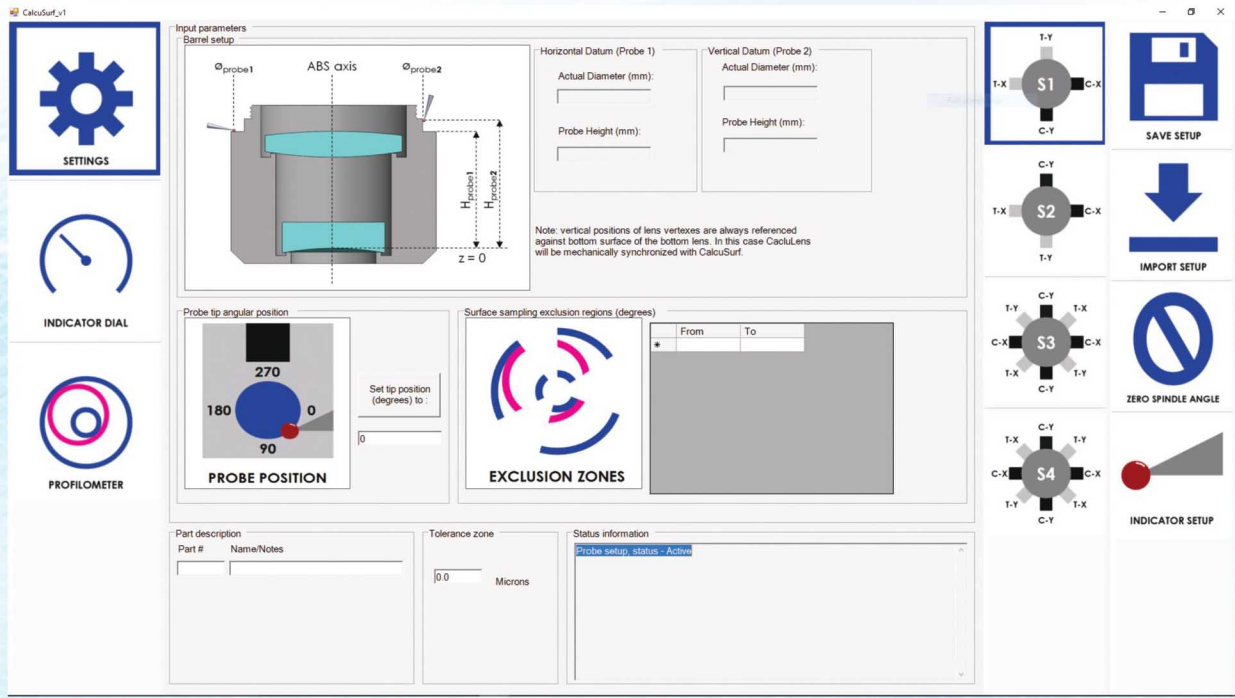 CalcuSurf_v1
SETTINGS
INDICATOR DIAL
PROFILOMETER
Input parameters
Barrel setup
Øprobe1
ABS axis
Øprobe2
Hprobe1
Hprobe2
z = 0
Horizontal Datum (Probe 1)
Actual Diameter (mm):
Probe Height (mm):
Vertical Datum (Probe 2)
Actual Diameter (mm):
Probe Height (mm):
Note: vertical positions of lens vertexes are always referenced
against bottom surface of the bottom lens. In this case CacluLens
will be mechanically synchronized with CalcuSurf.
Probe tip angular position
270
180
0
90
PROBE POSITION
Set tip position
(degrees) to :
0
Surface sampling exclusion regions (degrees)
EXCLUSION ZONES
From To
*
Part description
Part # Name/Notes
Tolerance zone
0.0 Microns
Status information
Probe setup, status - Active
T-Y
T-X S1 C-X
C-Y
C-Y
T-X S2 C-X
T-Y
C-Y
T-Y T-X
C-X S3 C-X
T-X T-Y
C-Y
C-Y
T-X T-Y
C-X S4 C-X
T-Y T-X
C-Y
SAVE SETUP
IMPORT SETUP
ZERO SPINDLE ANGLE
INDICATOR SETUP